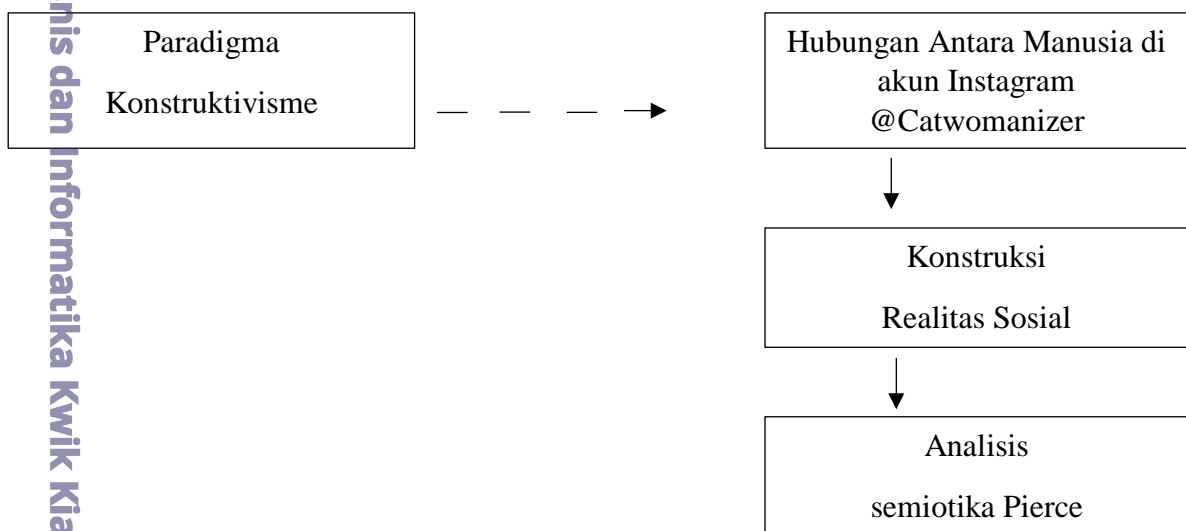 nis dan Informatika Kwik Kia
Paradigma
Konstruktivisme
Hubungan Antara Manusia di
akun Instagram
@Catwomanizer
Konstruksi
Realitas Sosial
Analisis
semiotika Pierce